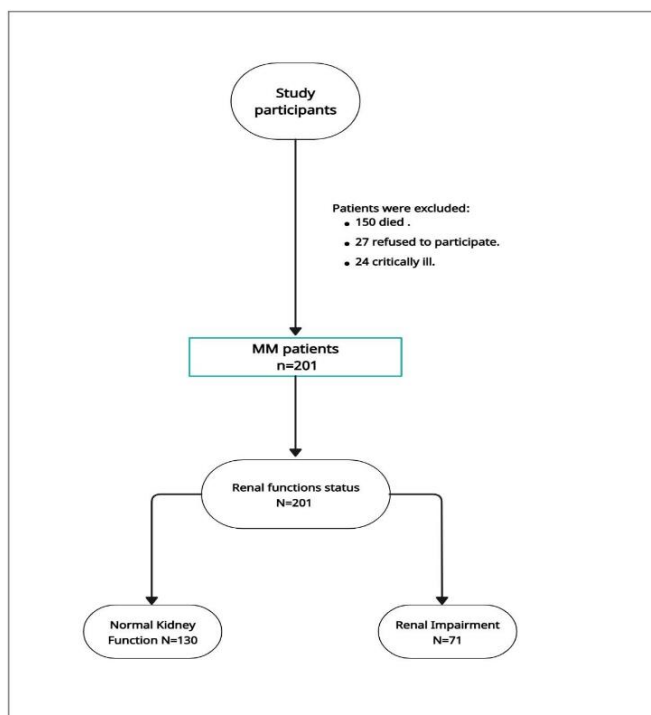 Study
participants
Patients were excluded:
• 150 died .
• 27 refused to participate.
• 24 critically ill.
MM patients
n=201
Renal functions status
N=201
Normal Kidney
Function N=130
Renal Impairment
N=71